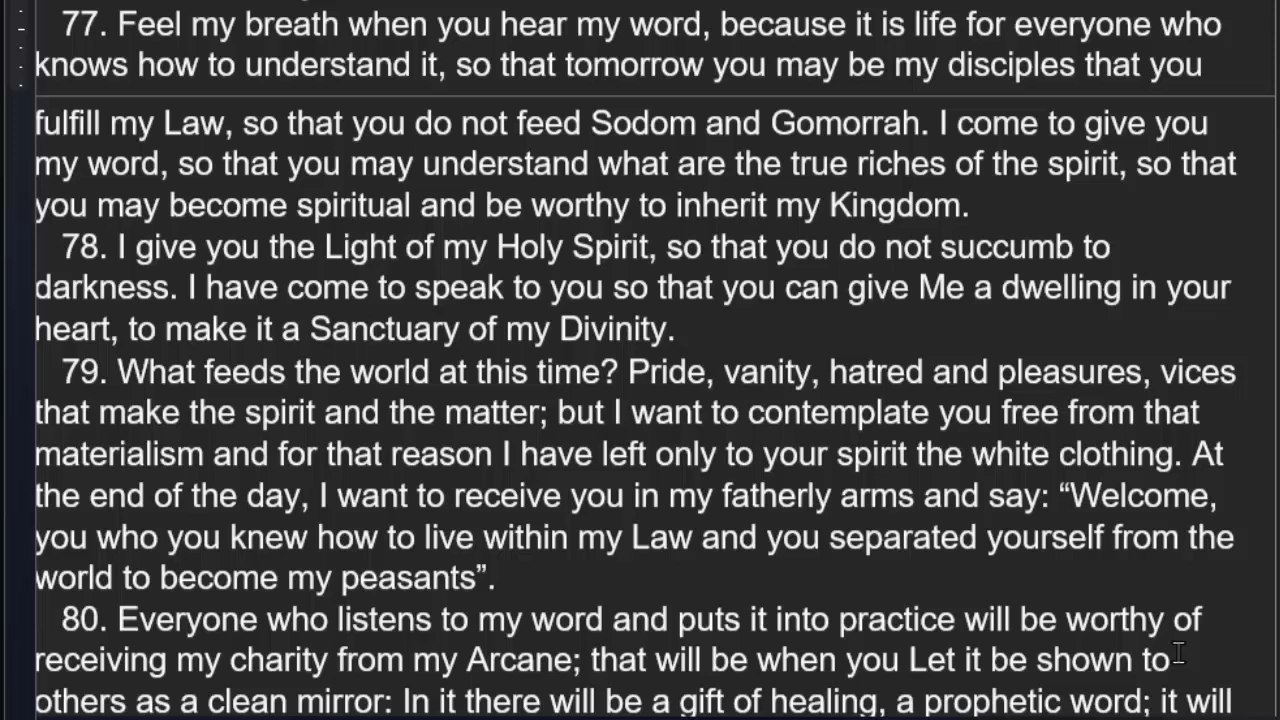 77. Feel my breath when you hear my word, because it is life for everyone who
knows how to understand it, so that tomorrow you may be my disciples that you
fulfill my Law, so that you do not feed Sodom and Gomorrah. I come to give you
my word, so that you may understand what are the true riches of the spirit, so that
you may become spiritual and be worthy to inherit my Kingdom.
78. I give you the Light of my Holy Spirit, so that you do not succumb to
darkness. I have come to speak to you so that you can give Me a dwelling in your
heart, to make it a Sanctuary of my Divinity.
79. What feeds the world at this time? Pride, vanity, hatred and pleasures, vices
that make the spirit and the matter; but I want to contemplate you free from that
materialism and for that reason I have left only to your spirit the white clothing. At
the end of the day, I want to receive you in my fatherly arms and say: “Welcome,
you who you knew how to live within my Law and you separated yourself from the
world to become my peasants”.
80. Everyone who listens to my word and puts it into practice will be worthy of
receiving my charity from my Arcane; that will be when you Let it be shown to
others as a clean mirror: In it there will be a gift of healing, a prophetic word; it will